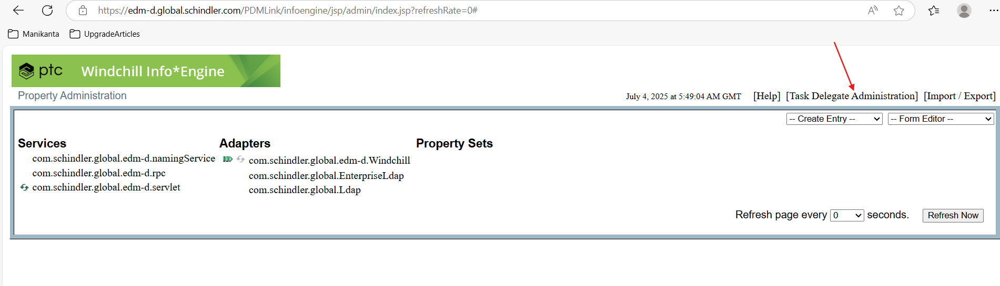 https://edm-d.global.schindler.com/PDMLink/infoengine/jsp/admin/index.jsp?refreshRate=0#
Manikanta UpgradeArticles
ptc Windchill Info*Engine
Property Administration July 4, 2025 at 5:49:04 AM GMT [Help] [Task Delegate Administration] [Import / Export]
-- Create Entry -- -- Form Editor --
Services Adapters Property Sets
com.schindler.global.edm-d.namingService com.schindler.global.edm-d.Windchill
com.schindler.global.edm-d.rpc com.schindler.global.EnterpriseLdap
com.schindler.global.edm-d.servlet com.schindler.global.Ldap
Refresh page every 0 seconds. Refresh Now